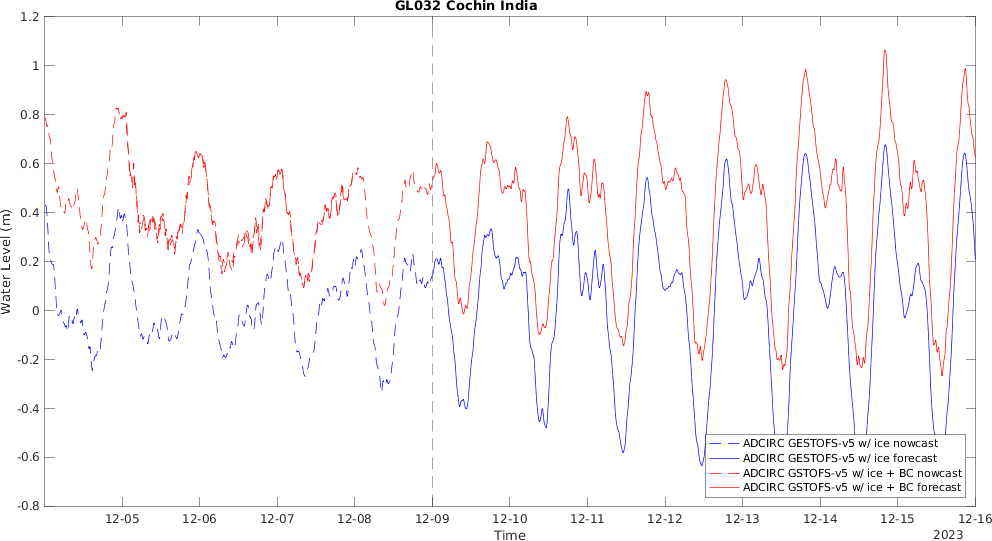 GL032 Cochin India
1.2
1
0.8
0.6
0.4
0.2
0
-0.2
-0.4
-0.6
-0.8
Water Level (m)
ADCIRC GESTOFS-v5 w/ ice nowcast
ADCIRC GESTOFS-v5 w/ ice forecast
ADCIRC GSTOFS-v5 w/ ice + BC nowcast
ADCIRC GSTOFS-v5 w/ ice + BC forecast
12-05 12-06 12-07 12-08 12-09 12-10 12-11 12-12 12-13 12-14 12-15 12-16
Time
2023